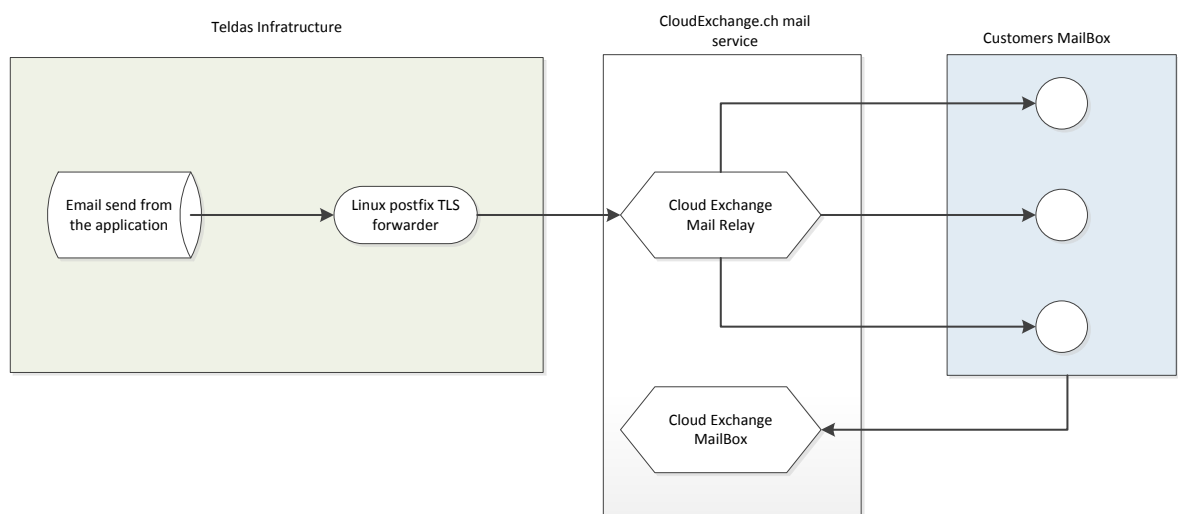 Teldas Infratructure
CloudExchange.ch mail
service
Customers MailBox
Email send from
the application
Linux postfix TLS
forwarder
Cloud Exchange
Mail Relay
Cloud Exchange
MailBox